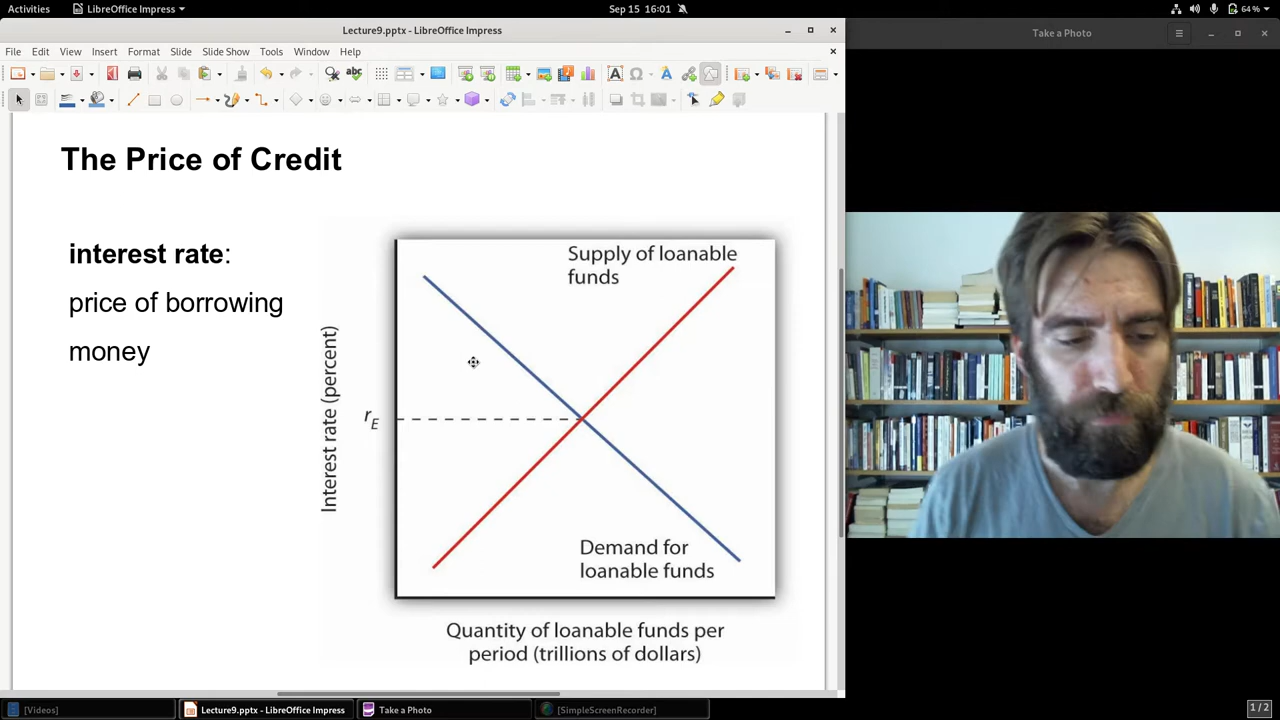 Activities
LibreOffice Impress
Sep 15 16:01
64 %
Lecture9.pptx - LibreOffice Impress
Take a Photo
File Edit View Insert Format Slide Slide Show Tools Window Help
The Price of Credit
interest rate:
price of borrowing
money
Supply of loanable
funds
Interest rate (percent)
rE
Demand for
loanable funds
Quantity of loanable funds per
period (trillions of dollars)
[Videos]
Lecture9.pptx - LibreOffice Impress
Take a Photo
[SimpleScreenRecorder]
1/2